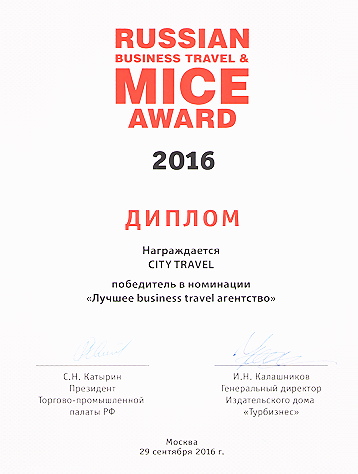 RUSSIAN
BUSINESS TRAVEL &
MICE
AWARD
2016
ДИПЛОМ
Награждается
CITY TRAVEL
победитель в номинации
«Лучшее business travel агентство»
С.Н. Катырин
Президент
Торгово-промышленной
палаты РФ
И.Н. Калашников
Генеральный директор
Издательского дома
«Турбизнес»
Москва
29 сентября 2016 г.